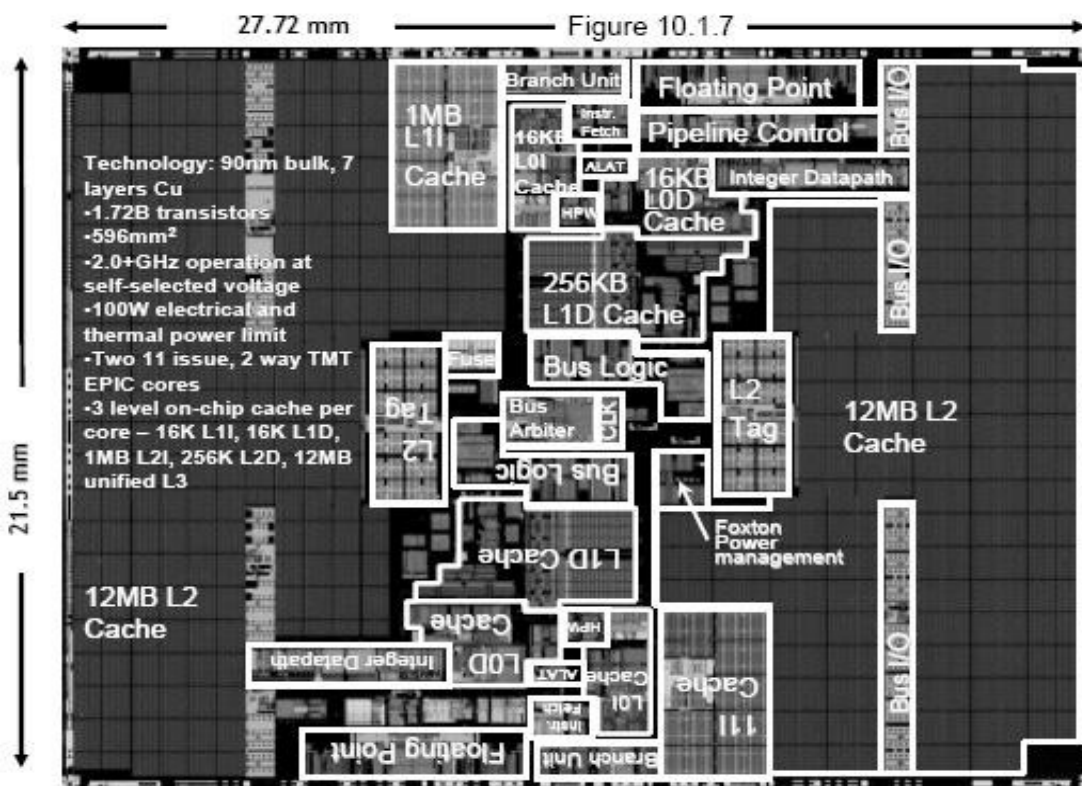 27.72 mm
Figure 10.1.7
21.5 mm
Technology: 90nm bulk, 7
layers Cu
-1.72B transistors
-596mm²
-2.0+GHz operation at
self-selected voltage
-100W electrical and
thermal power limit
-Two 11 issue, 2 way TMT
EPIC cores
-3 level on-chip cache per
core – 16K L1I, 16K L1D,
1MB L2I, 256K L2D, 12MB
unified L3
1MB
L1I
Cache
Branch Unit
Instr.
Fetch
16KB
L0I
Cache
ALAT
HPW
Floating Point
Pipeline Control
16KB
L0D
Cache
Integer Datapath
Bus I/O
Bus I/O
256KB
L1D Cache
Fuse
Bus Logic
L2
Tag
12MB L2
Cache
Tag
L2
Bus
Arbiter
CLK
Bus Logic
Foxton
Power
management
L1D Cache
12MB L2
Cache
Cache
L0D
HPW
Integer Datapath
ALAT
Cache
L0I
Cache
11I
Bus I/O
Instr.
Fetch
Floating Point
Branch Unit